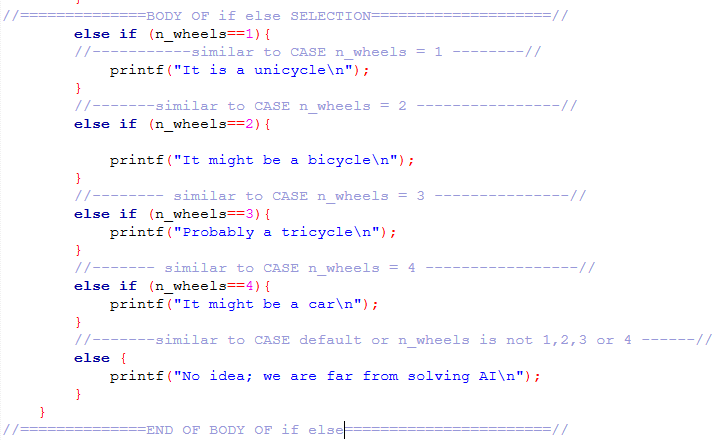 }
//==============BODY OF if else SELECTION====================//
else if (n_wheels==1){
//-----------similar to CASE n_wheels = 1 --------//
printf("It is a unicycle\n");
}
//-------similar to CASE n_wheels = 2 ----------------//
else if (n_wheels==2){
printf("It might be a bicycle\n");
}
//-------- similar to CASE n_wheels = 3 ---------------//
else if (n_wheels==3){
printf("Probably a tricycle\n");
}
//------- similar to CASE n_wheels = 4 -----------------//
else if (n_wheels==4){
printf("It might be a car\n");
}
//-------similar to CASE default or n_wheels is not 1,2,3 or 4 ------//
else {
printf("No idea; we are far from solving AI\n");
}
}
//==============END OF BODY OF if else=======================//